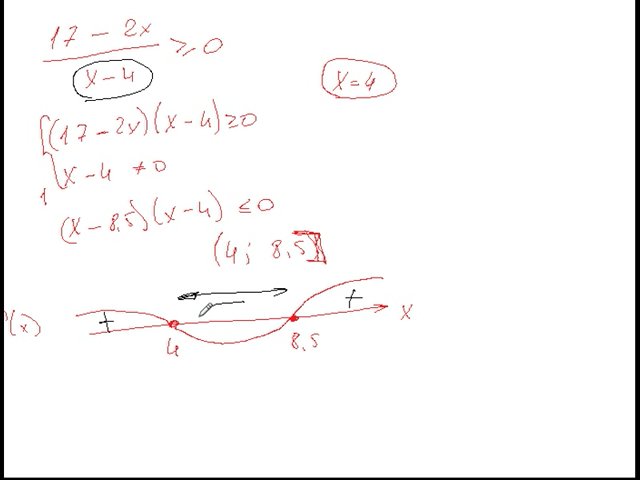 17 - 2x / x - 4 ≥ 0
x = 4
(17 - 2x)(x - 4) ≥ 0
x - 4 ≠ 0
(x - 8,5)(x - 4) ≤ 0
(4; 8,5]
+ - +
(x) 4 8,5 x